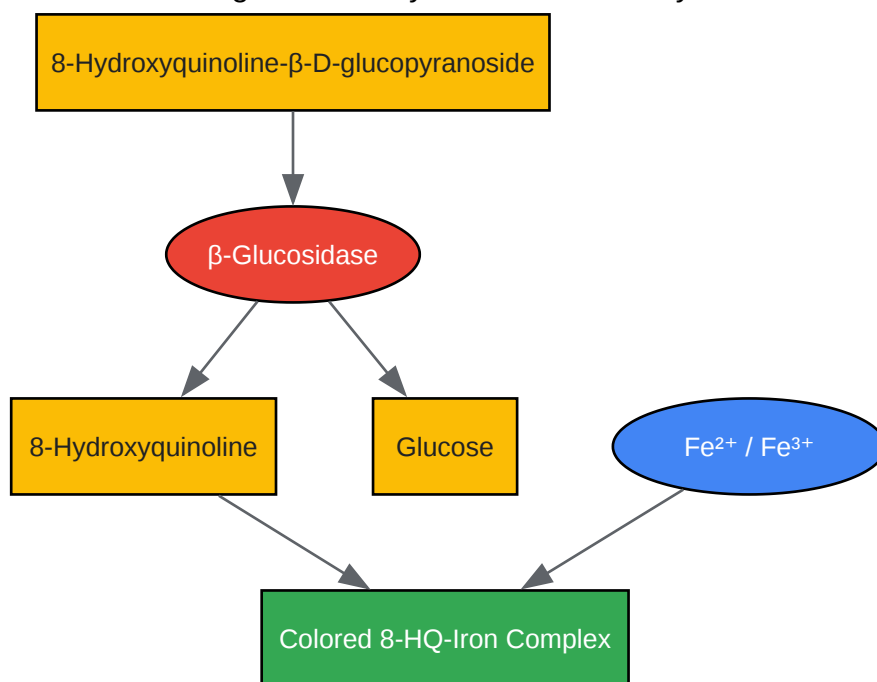 8-Hydroxyquinoline-β-D-glucopyranoside
β-Glucosidase
8-Hydroxyquinoline
Glucose
Fe²⁺ / Fe³⁺
Colored 8-HQ-Iron Complex